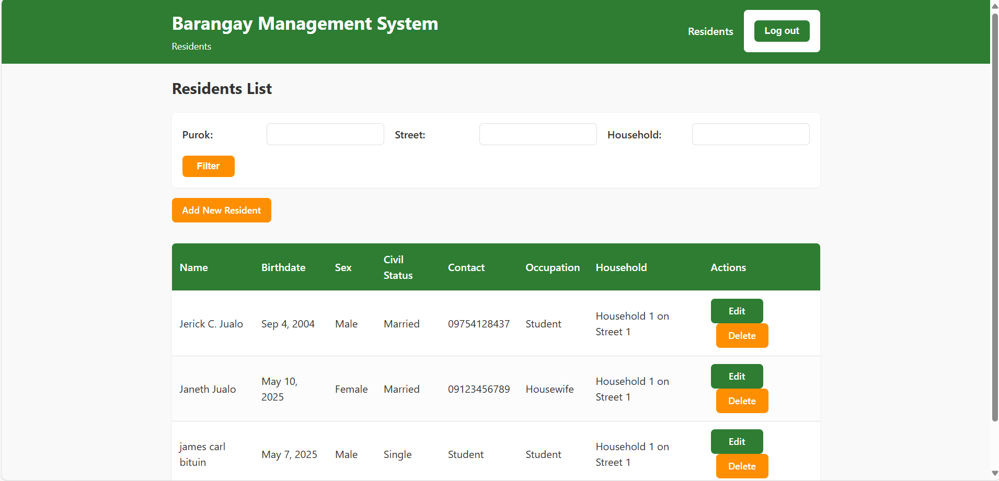 Barangay Management System
Residents
Residents
Log out
Residents List
Purok:
Street:
Household:
Filter
Add New Resident
Name Birthdate Sex Civil Status Contact Occupation Household Actions
Jerick C. Jualo Sep 4, 2004 Male Married 09754128437 Student Household 1 on Street 1 Edit Delete
Janeth Jualo May 10, 2025 Female Married 09123456789 Housewife Household 1 on Street 1 Edit Delete
james carl bituin May 7, 2025 Male Single Student Student Household 1 on Street 1 Edit Delete